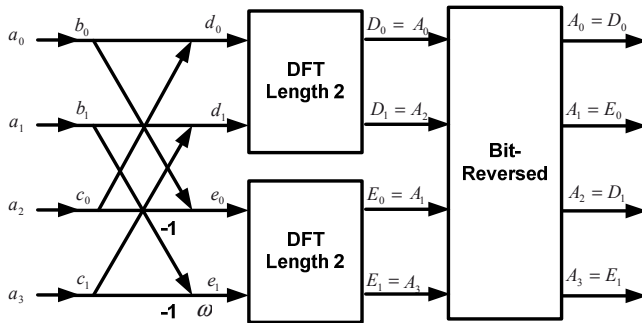 a₀ b₀ d₀ D₀ = A₀ A₀ = D₀
DFT
Length 2
a₁ b₁ d₁ D₁ = A₂ A₁ = E₀
Bit-
Reversed
a₂ c₀ e₀ E₀ = A₁ A₂ = D₁
-1
DFT
Length 2
a₃ c₁ e₁ E₁ = A₃ A₃ = E₁
-1 ω